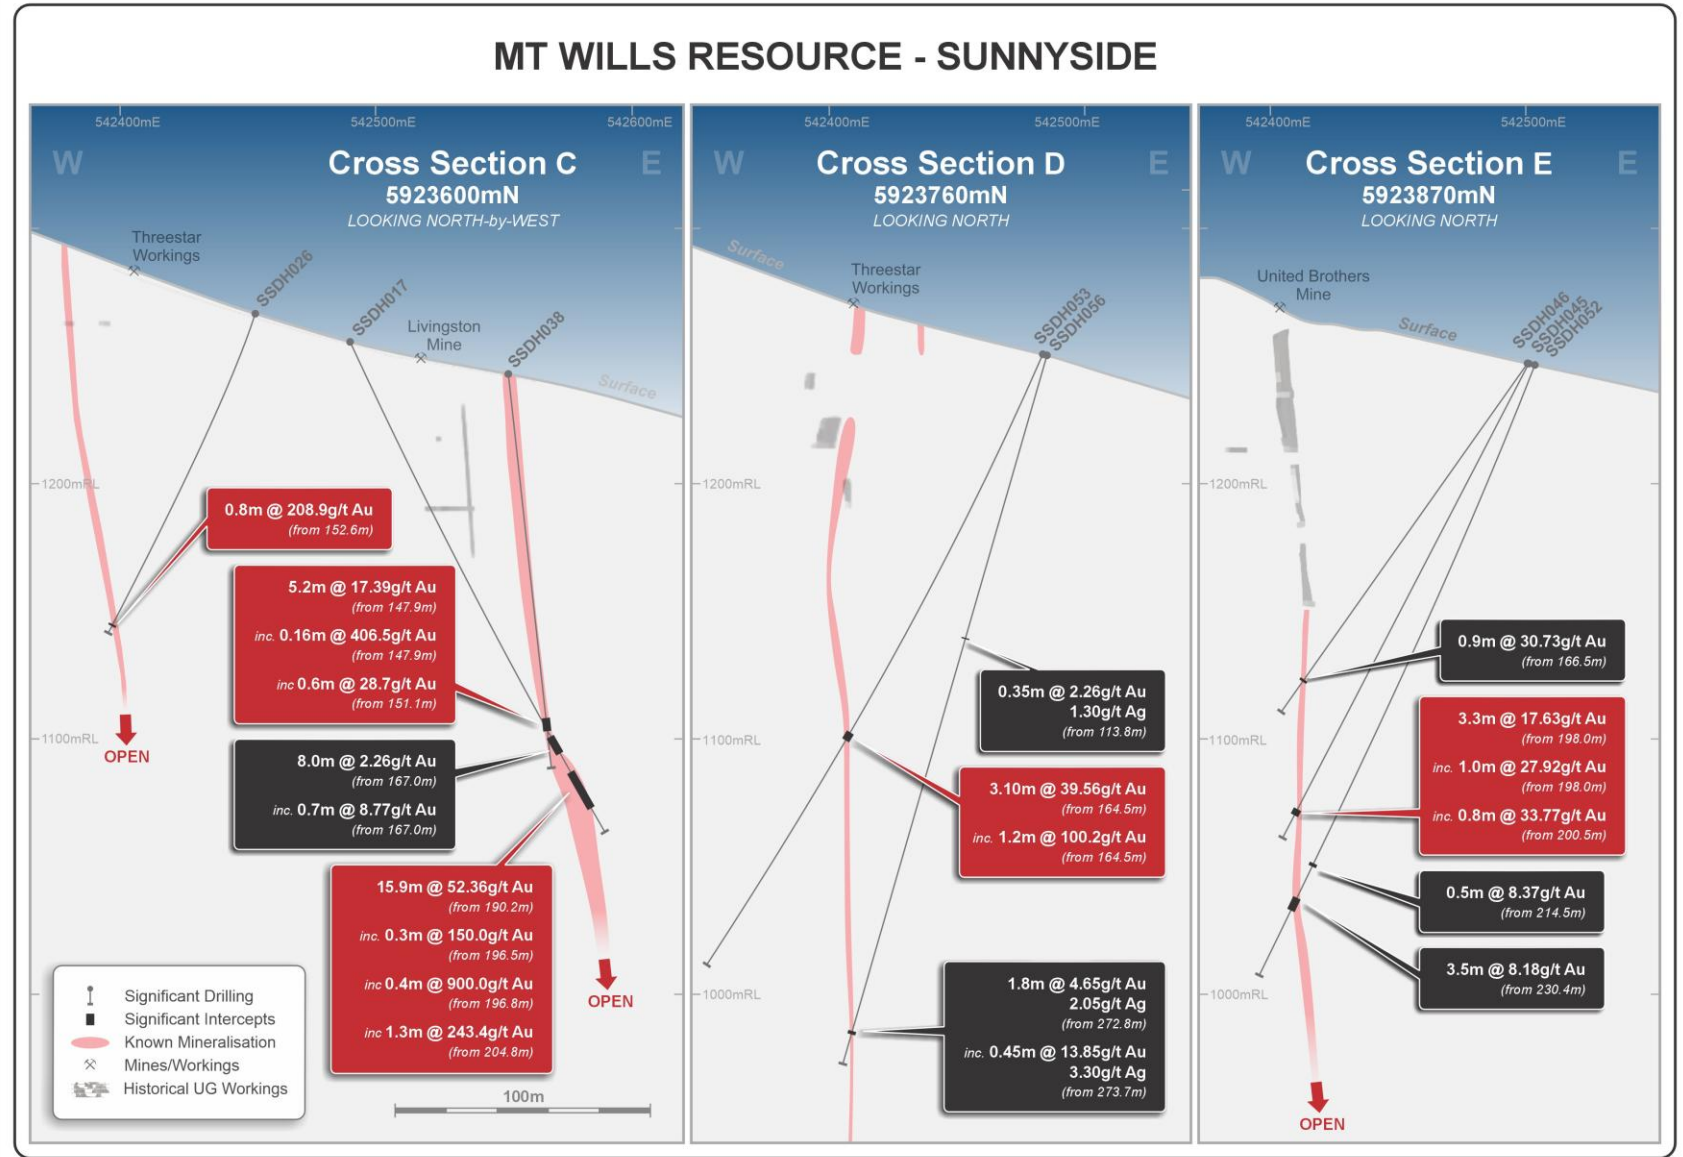 MT WILLS RESOURCE - SUNNYSIDE
542400mE
542500mE
542600mE
W
Cross Section C
E
5923600mN
LOOKING NORTH-by-WEST
Threestar
Workings
SSDH026
SSDH017
Livingston
Mine
SSDH038
Surface
1200mRL
0.8m @ 208.9g/t Au
(from 152.6m)
5.2m @ 17.39g/t Au
(from 147.9m)
inc. 0.16m @ 406.5g/t Au
(from 147.9m)
inc 0.6m @ 28.7g/t Au
(from 151.1m)
1100mRL
OPEN
8.0m @ 2.26g/t Au
(from 167.0m)
inc. 0.7m @ 8.77g/t Au
(from 167.0m)
15.9m @ 52.36g/t Au
(from 190.2m)
inc. 0.3m @ 150.0g/t Au
(from 196.5m)
inc 0.4m @ 900.0g/t Au
(from 196.8m)
inc 1.3m @ 243.4g/t Au
(from 204.8m)
OPEN
Significant Drilling
Significant Intercepts
Known Mineralisation
Mines/Workings
Historical UG Workings
100m
542400mE
542500mE
W
Cross Section D
E
5923760mN
LOOKING NORTH
Surface
Threestar
Workings
SSDH053
SSDH056
1200mRL
0.35m @ 2.26g/t Au
1.30g/t Ag
(from 113.8m)
1100mRL
3.10m @ 39.56g/t Au
(from 164.5m)
inc. 1.2m @ 100.2g/t Au
(from 164.5m)
1000mRL
1.8m @ 4.65g/t Au
2.05g/t Ag
(from 272.8m)
inc. 0.45m @ 13.85g/t Au
3.30g/t Ag
(from 273.7m)
542400mE
542500mE
W
Cross Section E
E
5923870mN
LOOKING NORTH
United Brothers
Mine
Surface
SSDH046
SSDH045
SSDH052
1200mRL
0.9m @ 30.73g/t Au
(from 166.5m)
1100mRL
3.3m @ 17.63g/t Au
(from 198.0m)
inc. 1.0m @ 27.92g/t Au
(from 198.0m)
inc. 0.8m @ 33.77g/t Au
(from 200.5m)
0.5m @ 8.37g/t Au
(from 214.5m)
3.5m @ 8.18g/t Au
(from 230.4m)
1000mRL
OPEN